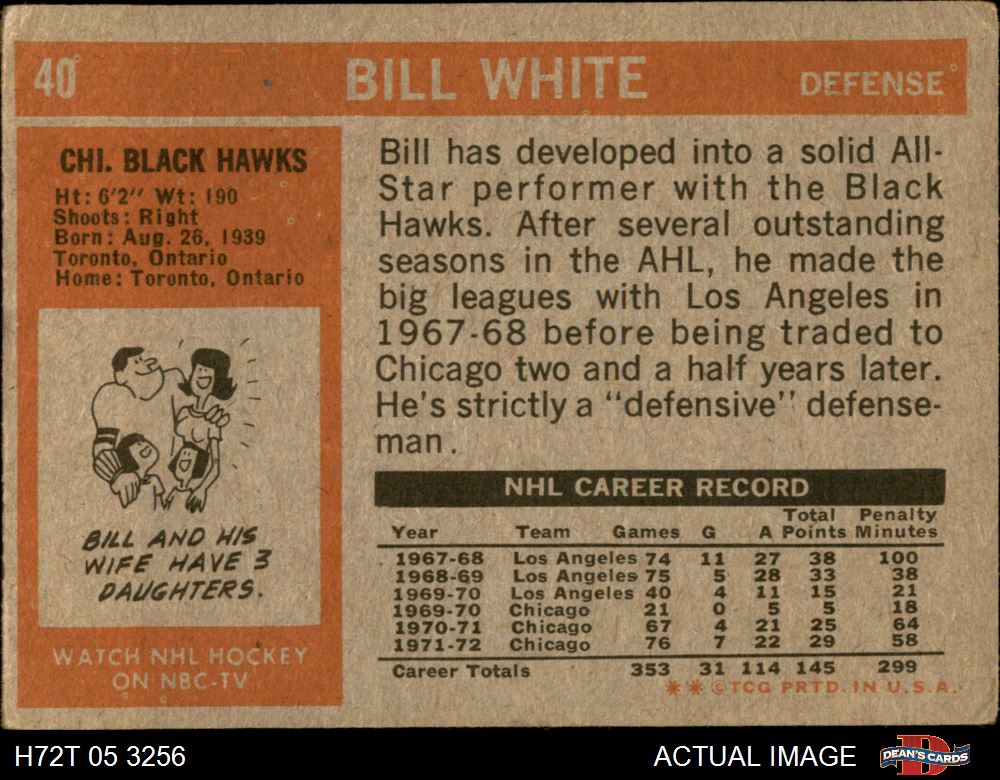 40 BILL WHITE DEFENSE
CHI. BLACK HAWKS
Ht: 6'2" Wt: 190
Shoots: Right
Born: Aug. 26, 1939
Toronto, Ontario
Home: Toronto, Ontario
BILL AND HIS
WIFE HAVE 3
DAUGHTERS.
WATCH NHL HOCKEY
ON NBC-TV
Bill has developed into a solid All-
Star performer with the Black
Hawks. After several outstanding
seasons in the AHL, he made the
big leagues with Los Angeles in
1967-68 before being traded to
Chicago two and a half years later.
He's strictly a "defensive" defense-
man.
NHL CAREER RECORD
Total Penalty
Year Team Games G A Points Minutes
1967-68 Los Angeles 74 11 27 38 100
1968-69 Los Angeles 75 5 28 33 38
1969-70 Los Angeles 40 4 11 15 21
1969-70 Chicago 21 0 5 5 18
1970-71 Chicago 67 4 21 25 64
1971-72 Chicago 76 7 22 29 58
Career Totals 353 31 114 145 299
** ©TCG PRTD. IN U.S.A.
H72T 05 3256 ACTUAL IMAGE DEAN'S CARDS